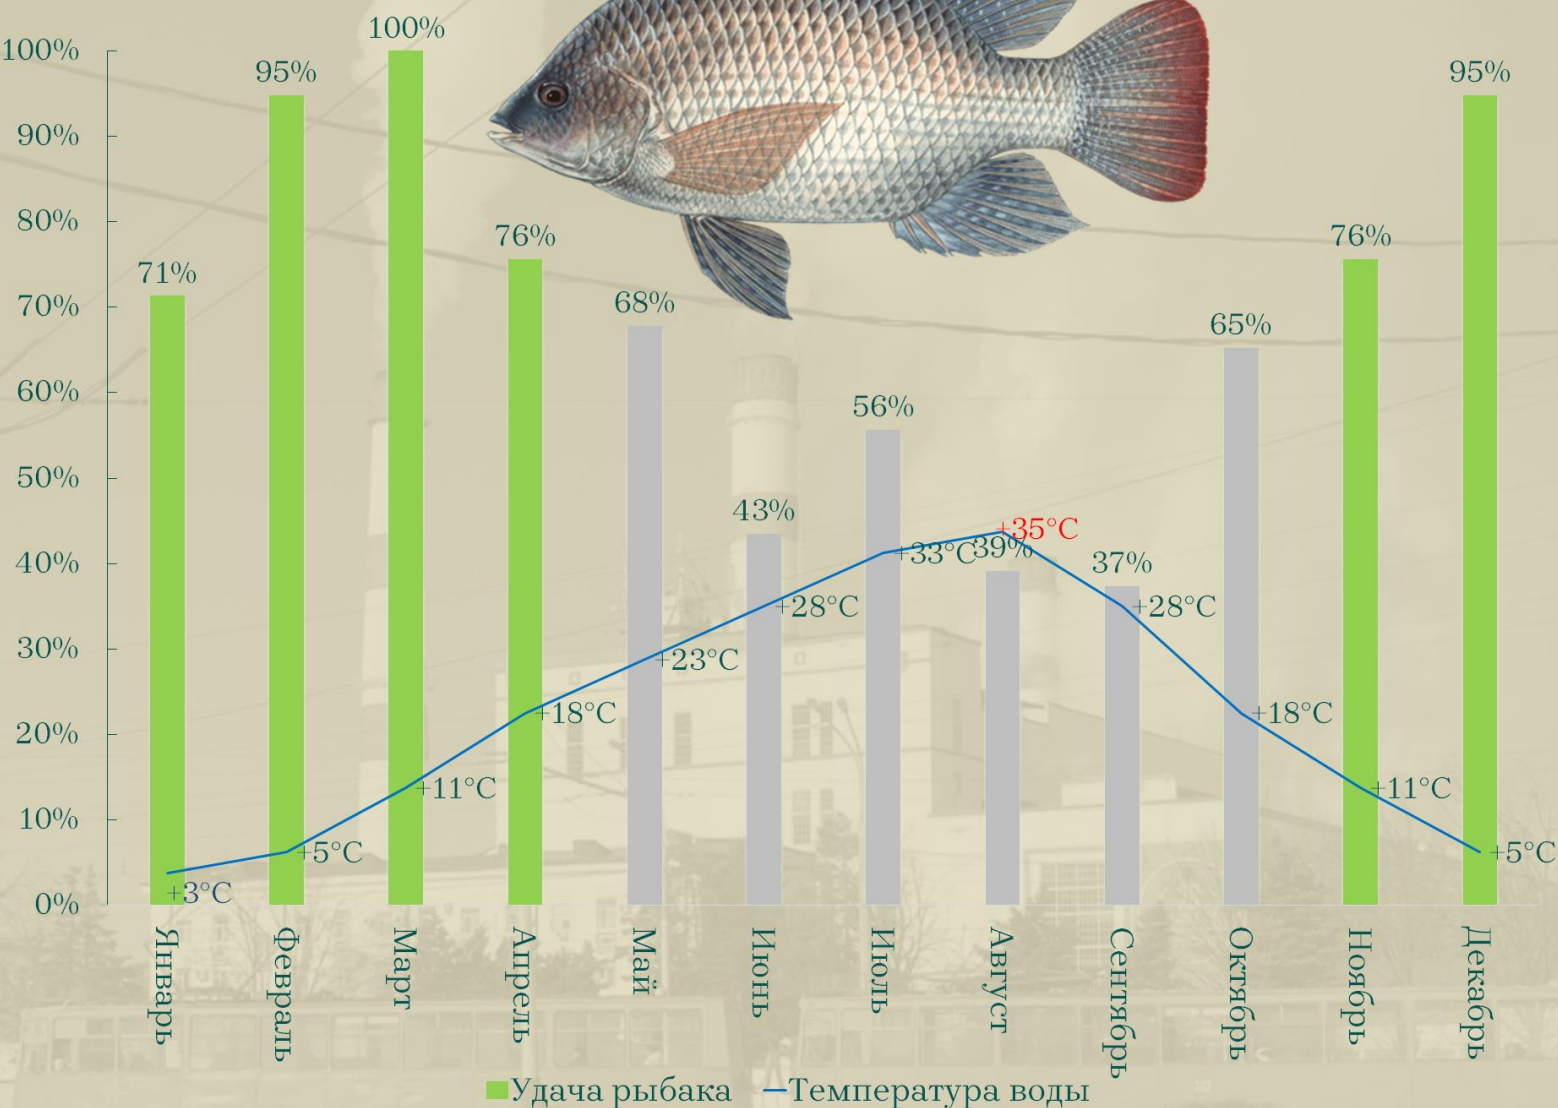 100%
90%
80%
70%
60%
50%
40%
30%
20%
10%
0%
71%
95%
100%
76%
68%
43%
56%
39%
37%
65%
76%
95%
+3°C
+5°C
+11°C
+18°C
+23°C
+28°C
+33°C
+35°C
+28°C
+18°C
+11°C
+5°C
Январь
Февраль
Март
Апрель
Май
Июнь
Июль
Август
Сентябрь
Октябрь
Ноябрь
Декабрь
Удача рыбака
Температура воды